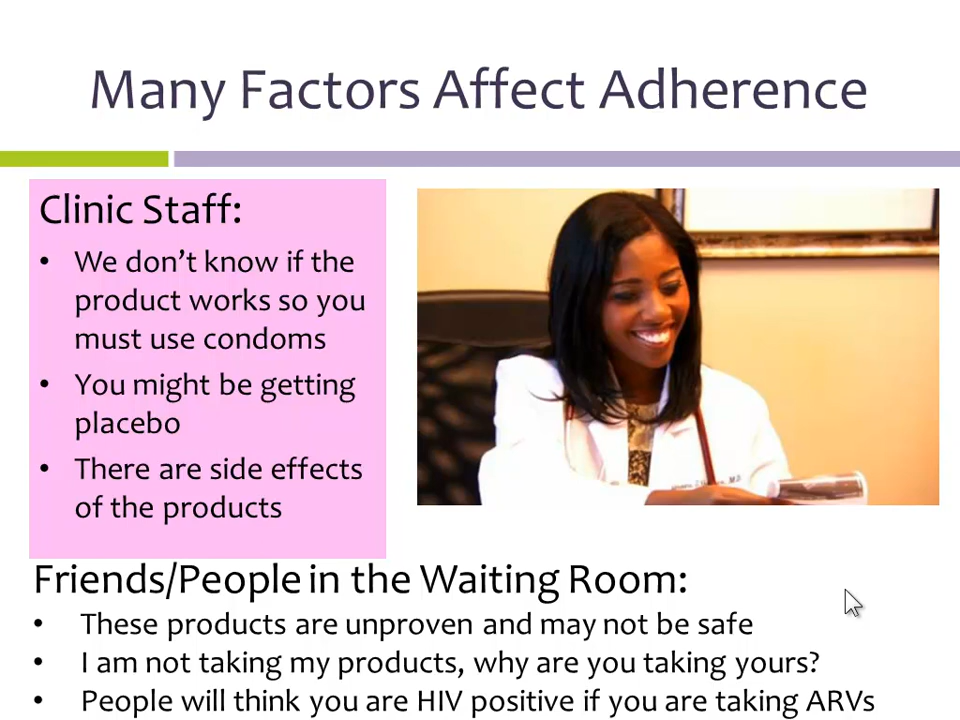 Many Factors Affect Adherence
Clinic Staff:
• We don't know if the
product works so you
must use condoms
• You might be getting
placebo
• There are side effects
of the products
Friends/People in the Waiting Room:
• These products are unproven and may not be safe
• I am not taking my products, why are you taking yours?
• People will think you are HIV positive if you are taking ARVs